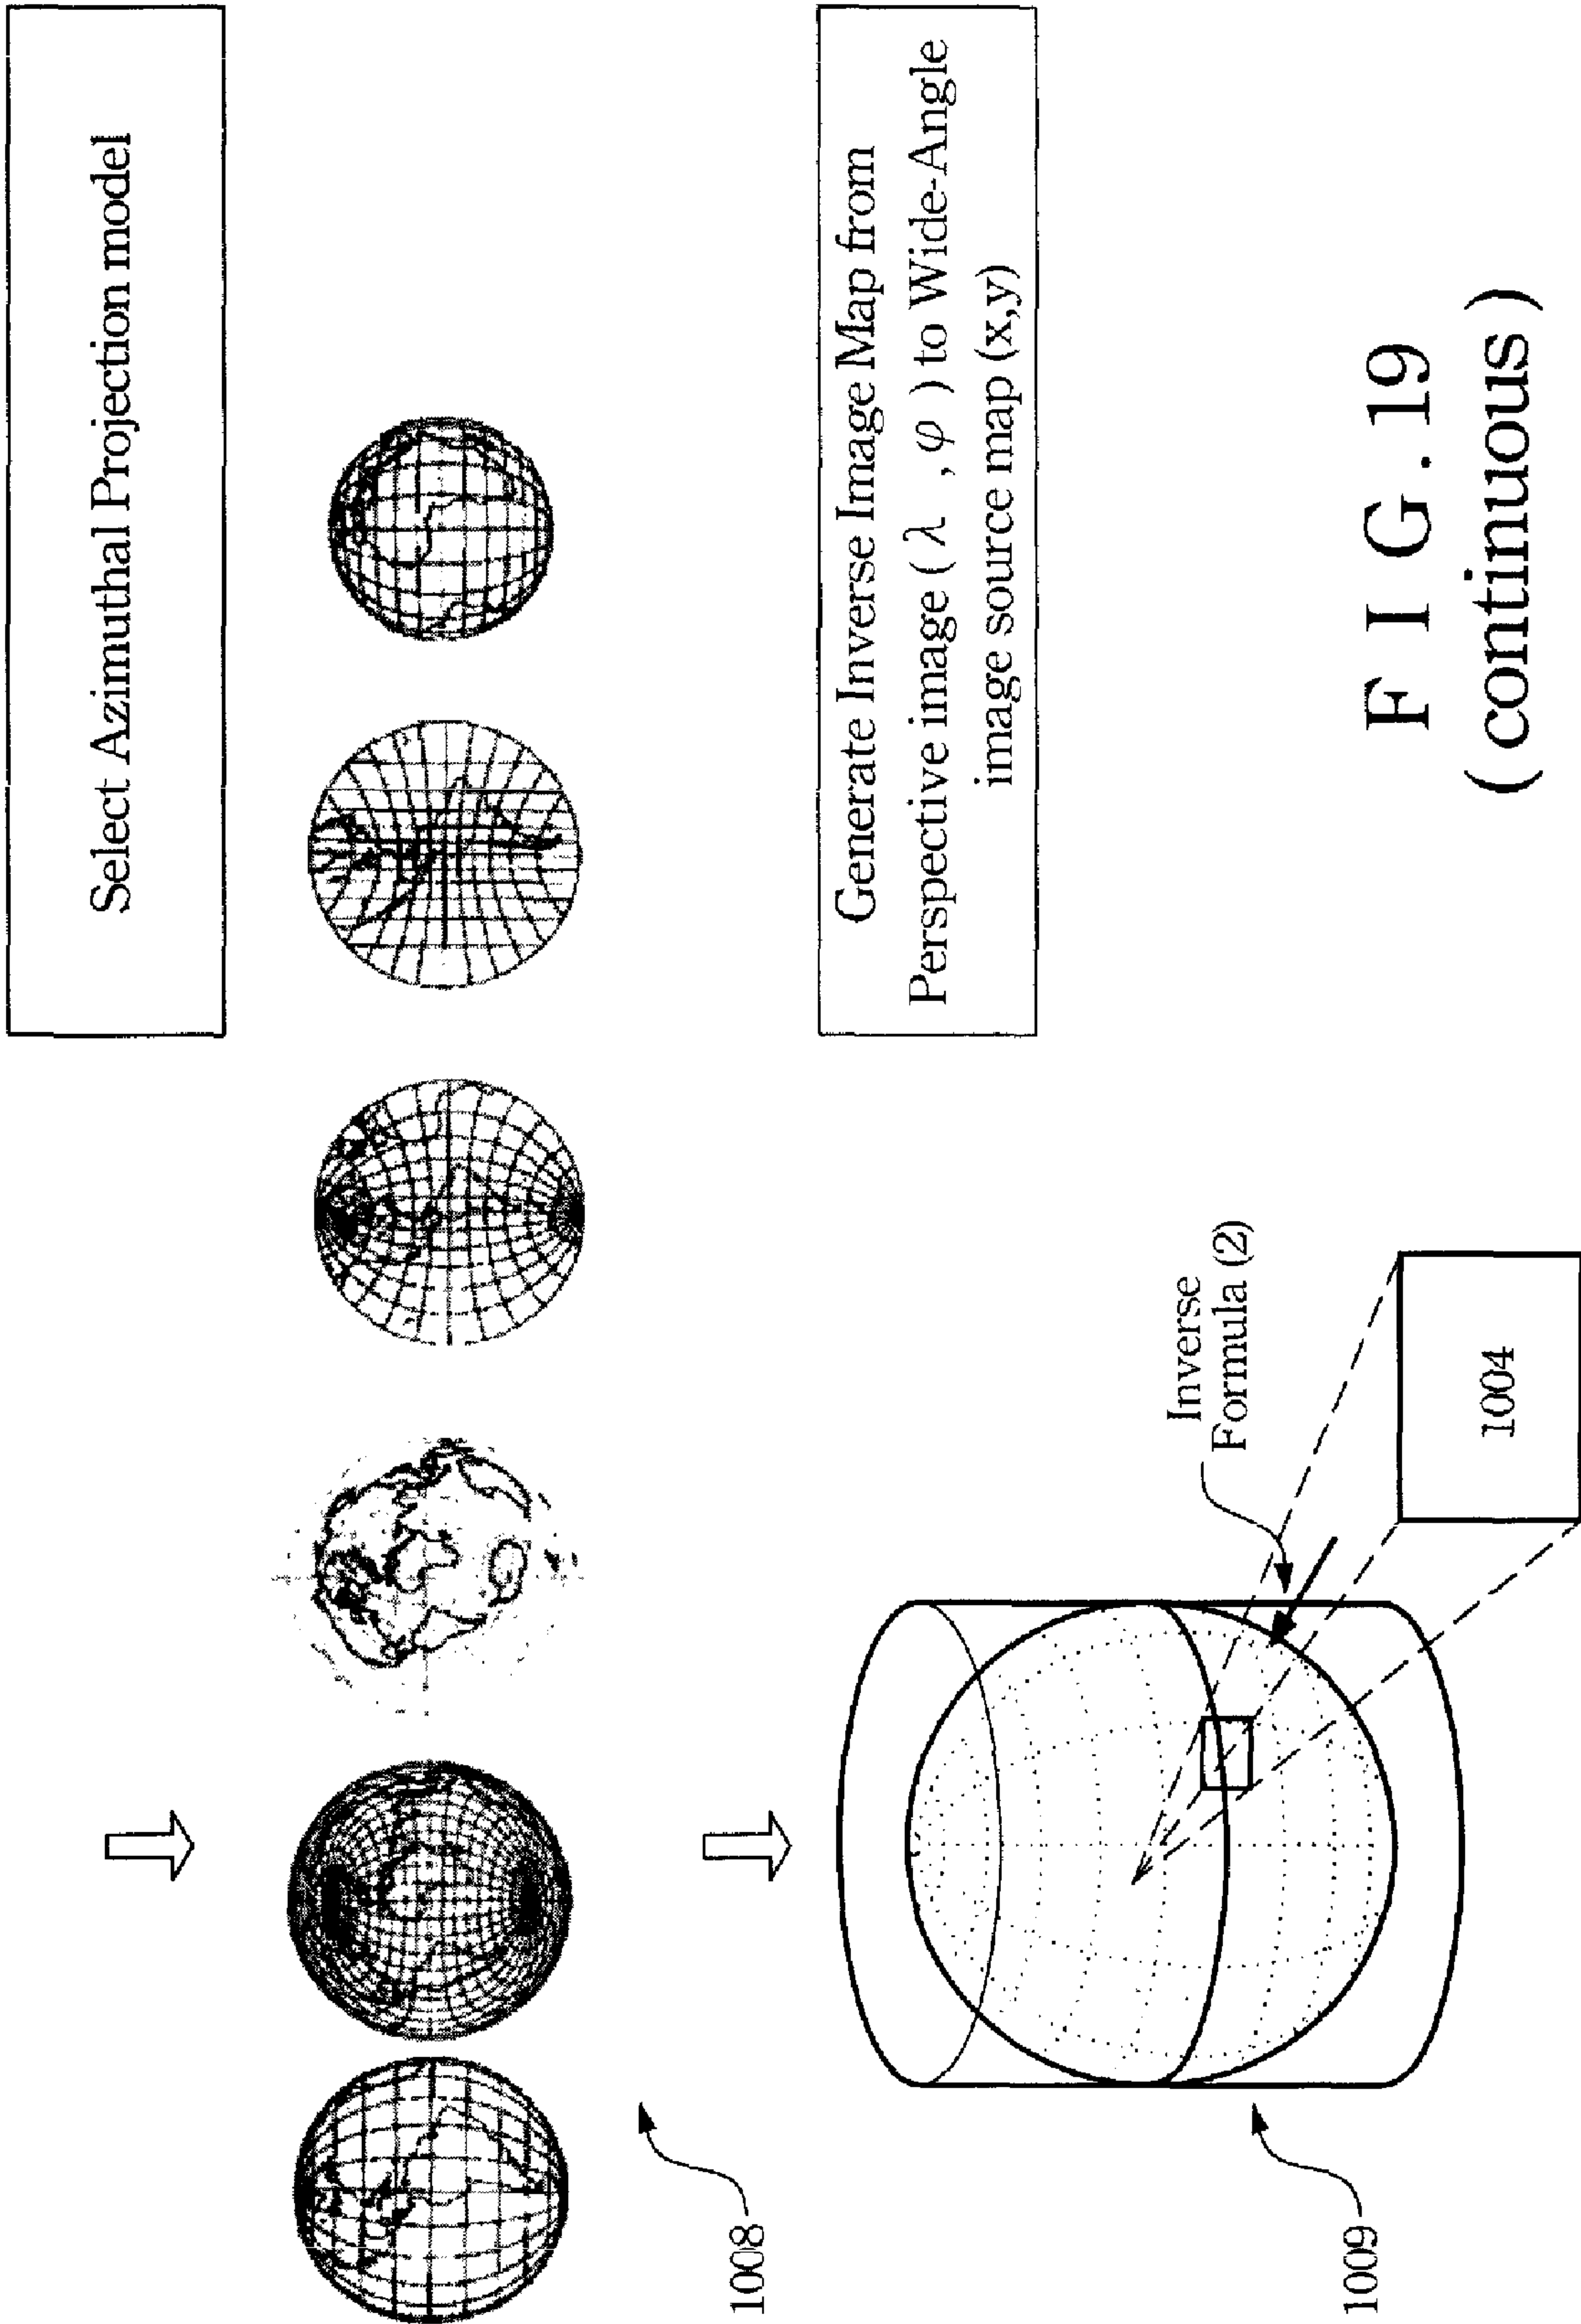 Select Azimuthal Projection model
1008
Generate Inverse Image Map from
Perspective image ( λ , φ ) to Wide-Angle
image source map (x,y)
Inverse
Formula (2)
1004
1009
F I G . 19
( continuous )